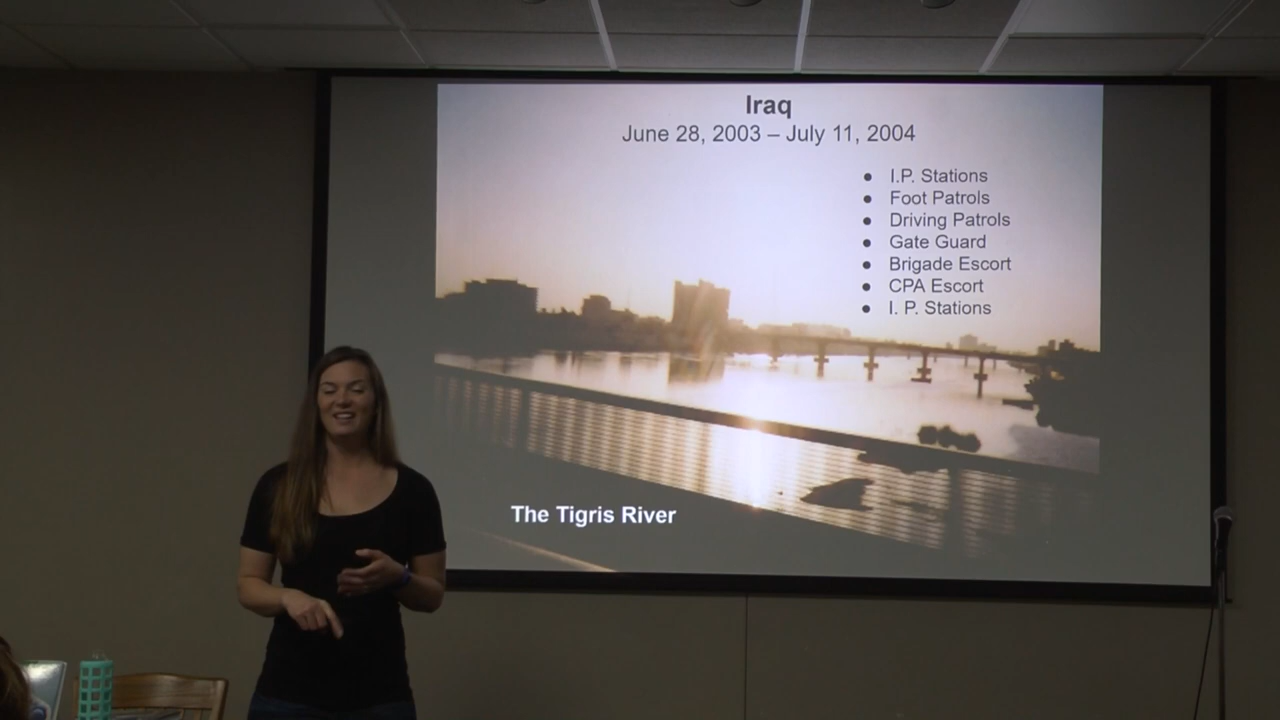 Iraq
June 28, 2003 – July 11, 2004
● I.P. Stations
● Foot Patrols
● Driving Patrols
● Gate Guard
● Brigade Escort
● CPA Escort
● I. P. Stations
The Tigris River